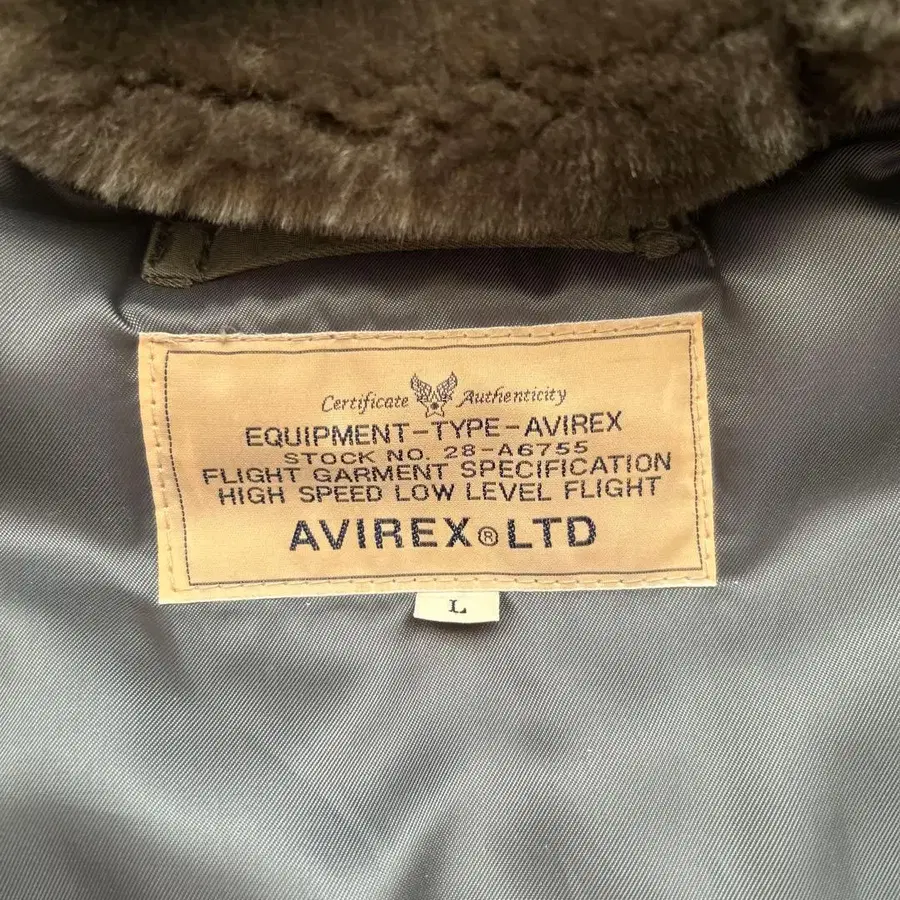 Certificate Authenticity
EQUIPMENT-TYPE-AVIREX
STOCK NO. 28-A6755
FLIGHT GARMENT SPECIFICATION
HIGH SPEED LOW LEVEL FLIGHT
AVIREX® LTD
L